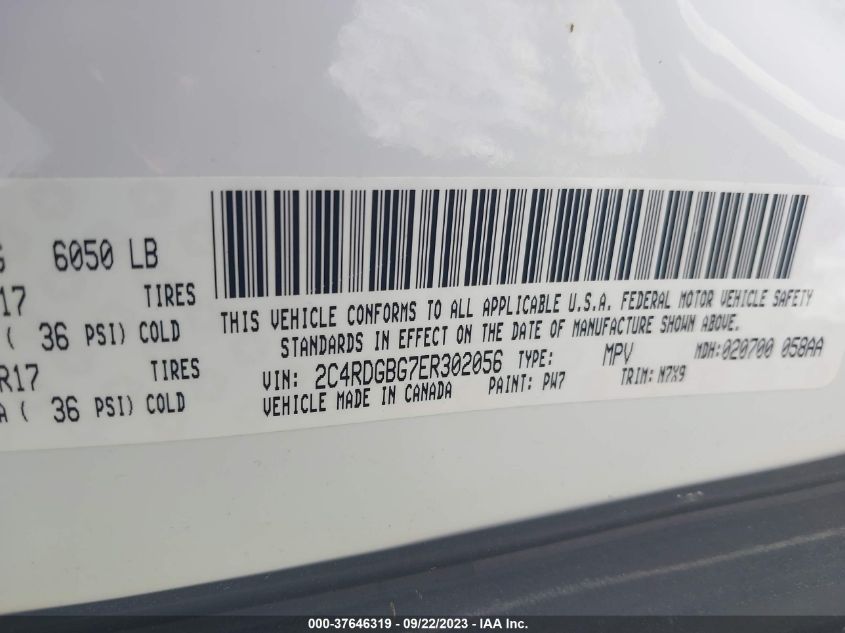 G 6050 LB
17 TIRES
( 36 PSI) COLD
R17 TIRES
A ( 36 PSI) COLD
THIS VEHICLE CONFORMS TO ALL APPLICABLE U.S.A. FEDERAL MOTOR VEHICLE SAFETY
STANDARDS IN EFFECT ON THE DATE OF MANUFACTURE SHOWN ABOVE.
VIN: 2C4RDGBG7ER302056 TYPE: MPV MDH:020700 058AA
VEHICLE MADE IN CANADA PAINT: PW7 TRIM: N7X9
000-37646319 - 09/22/2023 - Copyright IAA, Inc.